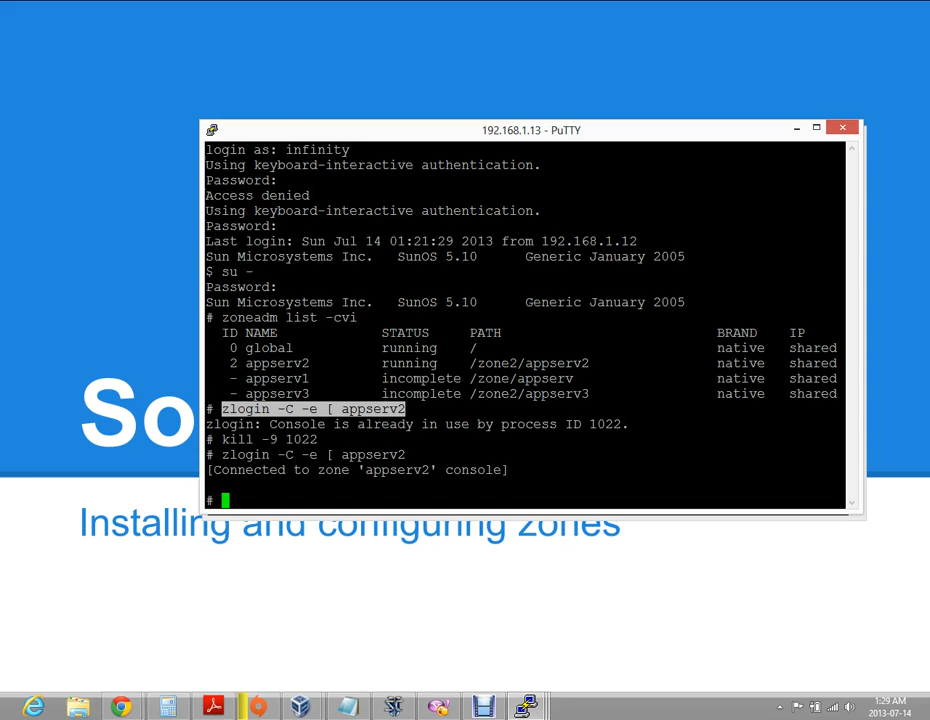 192.168.1.13 - PuTTY
login as: infinity
Using keyboard-interactive authentication.
Password:
Access denied
Using keyboard-interactive authentication.
Password:
Last login: Sun Jul 14 01:21:29 2013 from 192.168.1.12
Sun Microsystems Inc.   SunOS 5.10      Generic January 2005
$ su -
Password:
Sun Microsystems Inc.   SunOS 5.10      Generic January 2005
# zoneadm list -cvi
ID NAME STATUS PATH BRAND IP
0 global running / native shared
2 appserv2 running /zone2/appserv2 native shared
- appserv1 incomplete /zone/appserv native shared
- appserv3 incomplete /zone2/appserv3 native shared
# zlogin -C -e [ appserv2
zlogin: Console is already in use by process ID 1022.
# kill -9 1022
# zlogin -C -e [ appserv2
[Connected to zone 'appserv2' console]
#
So
Installing and configuring zones
1:29 AM
2013-07-14